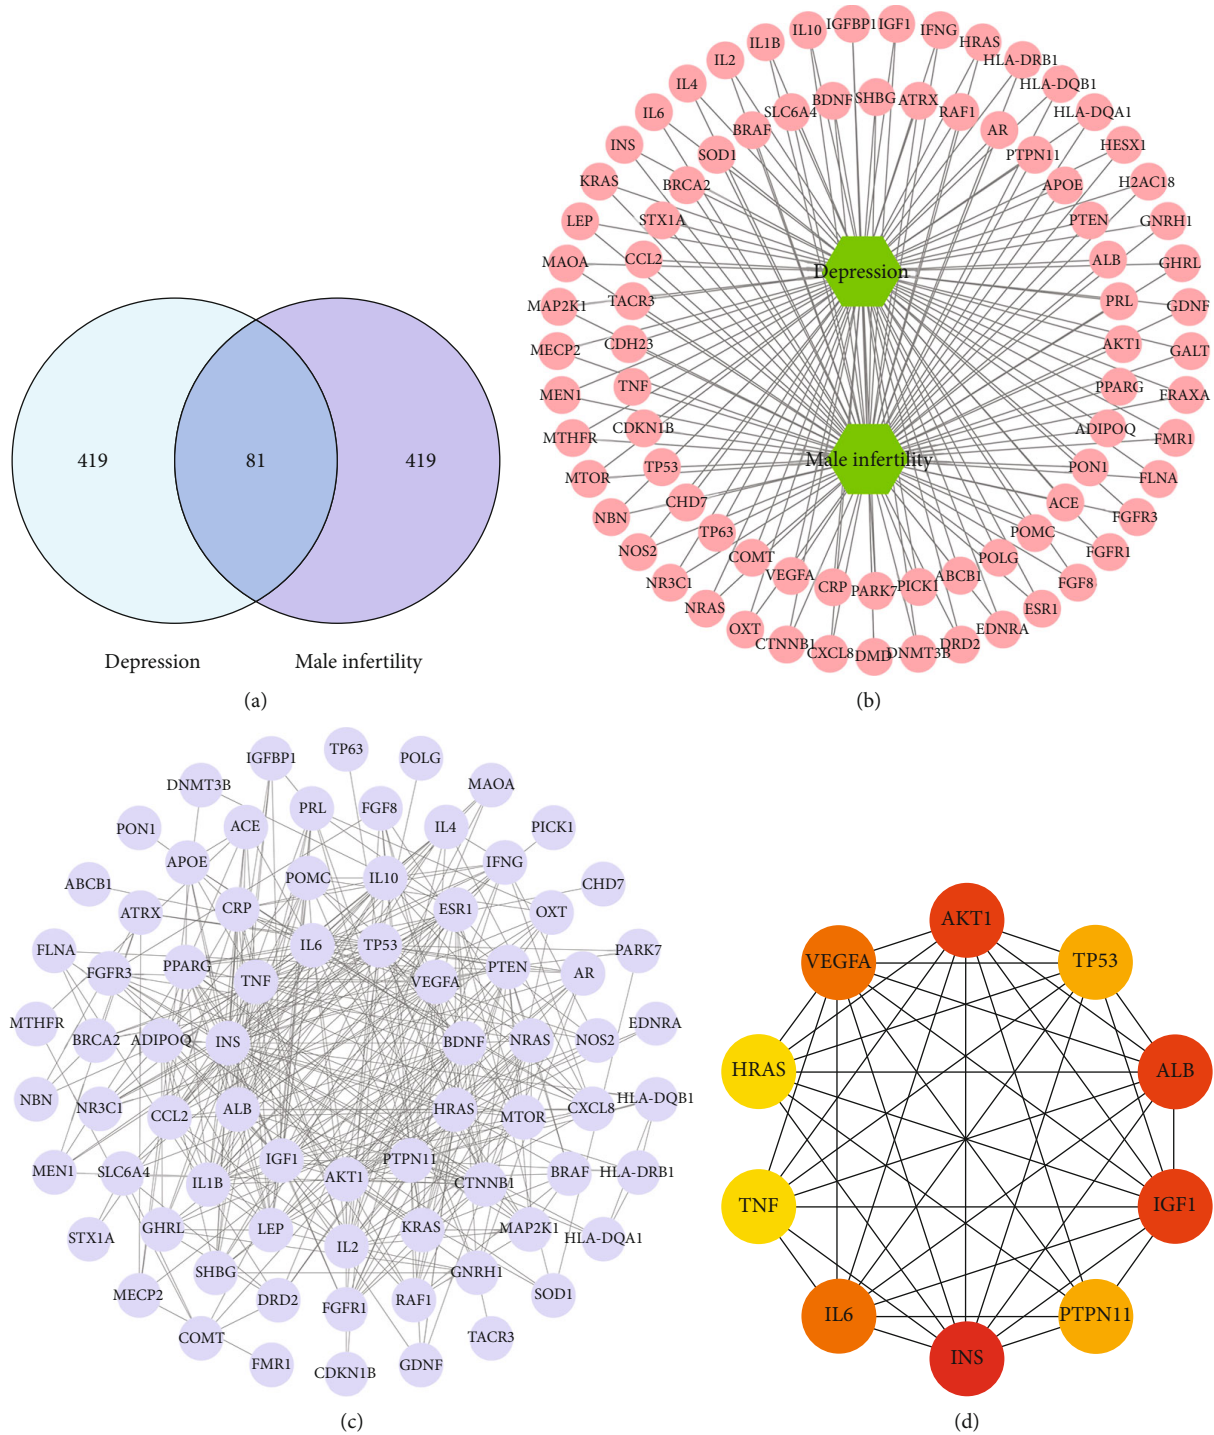 419
81
419
Depression
Male infertility
(a)
IL10
IGFBP1
IGF1
IFNG
HRAS
IL1B
HLA-DRB1
IL2
HLA-DQB1
IL4
HLA-DQA1
IL6
HESX1
INS
H2AC18
KRAS
GNRH1
LEP
GHRL
MAOA
GDNF
MAP2K1
GALT
MECP2
FRAXA
MEN1
FMR1
MTHFR
FLNA
MTOR
FGFR3
NBN
FGFR1
NOS2
FGF8
NR3C1
ESR1
NRAS
EDNRA
OXT
DRD2
CTNNB1
DNMT3B
CXCL8
DMD
BDNF
SHBG
ATRX
SLC6A4
RAF1
BRAF
AR
SOD1
PTPN11
BRCA2
APOE
STX1A
PTEN
CCL2
ALB
TACR3
PRL
CDH23
AKT1
TNF
PPARG
CDKN1B
ADIPOQ
TP53
PON1
CHD7
ACE
TP63
POMC
COMT
POLG
VEGFA
ABCB1
CRP
PARK7
PICK1
Depression
Male infertility
(b)
IGFBP1
TP63
POLG
DNMT3B
MAOA
PON1
ACE
PRL
FGF8
IL4
PICK1
ABCB1
APOE
POMC
IL10
IFNG
CHD7
ATRX
CRP
ESR1
OXT
FLNA
FGFR3
PPARG
TNF
IL6
TP53
VEGFA
PTEN
AR
PARK7
MTHFR
BRCA2
ADIPOQ
INS
BDNF
NRAS
NOS2
EDNRA
NBN
NR3C1
CCL2
ALB
HRAS
MTOR
CXCL8
HLA-DQB1
MEN1
SLC6A4
IL1B
IGF1
AKT1
PTPN11
CTNNB1
BRAF
HLA-DRB1
STX1A
GHRL
LEP
IL2
KRAS
MAP2K1
HLA-DQA1
MECP2
SHBG
DRD2
FGFR1
RAF1
GNRH1
SOD1
COMT
FMR1
CDKN1B
GDNF
TACR3
(c)
AKT1
VEGFA
TP53
HRAS
ALB
TNF
IGF1
IL6
PTPN11
INS
(d)